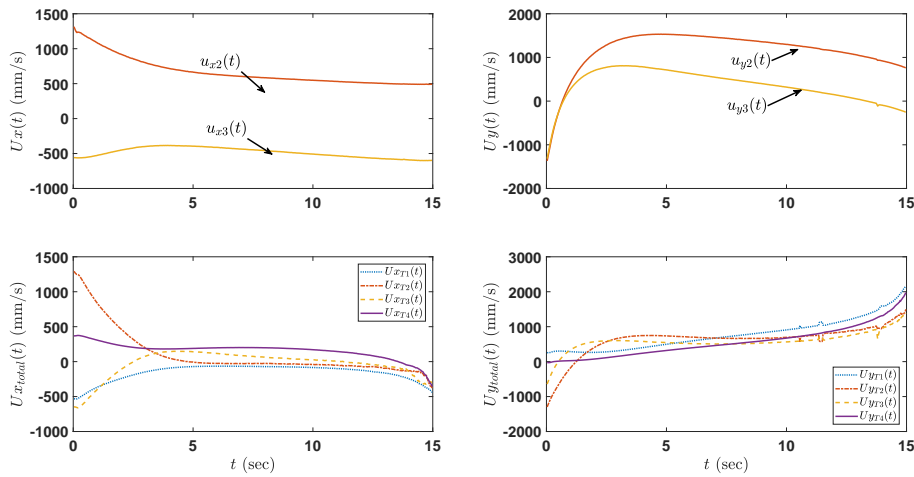 1500
1000
500
0
-500
-1000
0
5
10
15
Ux(t) (mm/s)
u_{x2}(t)
u_{x3}(t)
2000
1000
0
-1000
-2000
0
5
10
15
Uy(t) (mm/s)
u_{y2}(t)
u_{y3}(t)
1500
1000
500
0
-500
-1000
0
5
10
15
Ux_{total}(t) (mm/s)
t (sec)
Ux_{T1}(t)
Ux_{T2}(t)
Ux_{T3}(t)
Ux_{T4}(t)
3000
2000
1000
0
-1000
-2000
0
5
10
15
Uy_{total}(t) (mm/s)
t (sec)
Uy_{T1}(t)
Uy_{T2}(t)
Uy_{T3}(t)
Uy_{T4}(t)